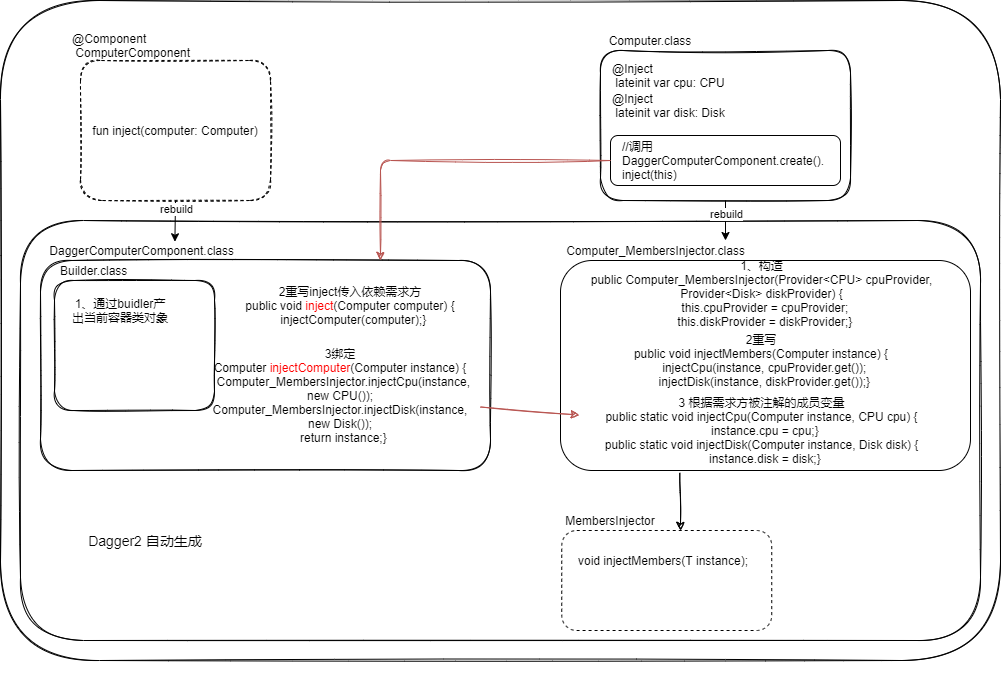 @Component
ComputerComponent
fun inject(computer: Computer)
rebuild
Computer.class
@Inject
lateinit var cpu: CPU
@Inject
lateinit var disk: Disk
//调用
DaggerComputerComponent.create().
inject(this)
rebuild
DaggerComputerComponent.class
Builder.class
1、通过buidler产
出当前容器类对象
2重写inject传入依赖需求方
public void inject(Computer computer) {
injectComputer(computer);}
3绑定
Computer injectComputer(Computer instance) {
Computer_MembersInjector.injectCpu(instance,
new CPU());
Computer_MembersInjector.injectDisk(instance,
new Disk());
return instance;}
Computer_MembersInjector.class
1、构造
public Computer_MembersInjector(Provider<CPU> cpuProvider,
Provider<Disk> diskProvider) {
this.cpuProvider = cpuProvider;
this.diskProvider = diskProvider;}
2重写
public void injectMembers(Computer instance) {
injectCpu(instance, cpuProvider.get());
injectDisk(instance, diskProvider.get());}
3 根据需求方被注解的成员变量
public static void injectCpu(Computer instance, CPU cpu) {
instance.cpu = cpu;}
public static void injectDisk(Computer instance, Disk disk) {
instance.disk = disk;}
MembersInjector
void injectMembers(T instance);
Dagger2 自动生成